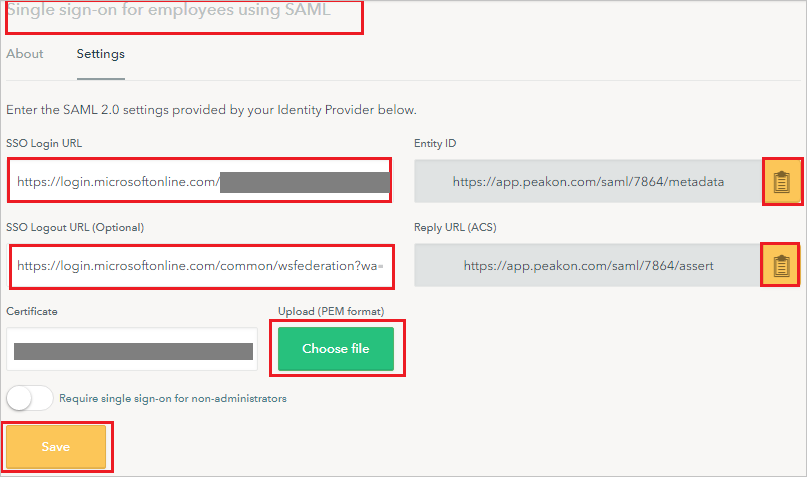 Single sign-on for employees using SAML
About Settings
Enter the SAML 2.0 settings provided by your Identity Provider below.
SSO Login URL
https://login.microsoftonline.com/
Entity ID
https://app.peakon.com/saml/7864/metadata
SSO Logout URL (Optional)
https://login.microsoftonline.com/common/wsfederation?wa=
Reply URL (ACS)
https://app.peakon.com/saml/7864/assert
Certificate
Upload (PEM format)
Choose file
Require single sign-on for non-administrators
Save